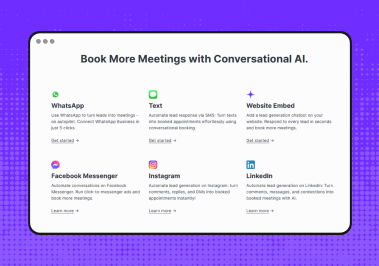 Book More Meetings with Conversational AI.
WhatsApp
Use WhatsApp to turn leads into meetings -
on autopilot. Connect WhatsApp Business in
just 5 clicks.
Get started →
Text
Automate lead response via SMS: Turn texts
into booked appointments effortlessly using
conversational booking.
Get started →
Website Embed
Add a lead generation chatbot on your
website. Respond to every lead in seconds
and book more meetings.
Get started →
Facebook Messenger
Automate conversations on Facebook
Messenger. Run click to messenger ads and
book more meetings.
Learn more →
Instagram
Automate lead generation on Instagram: turn
comments, replies, and DMs into booked
appointments instantly!
Learn more →
LinkedIn
Automate lead generation on LinkedIn: Turn
comments, messages, and connections into
booked meetings with AI.
Learn more →